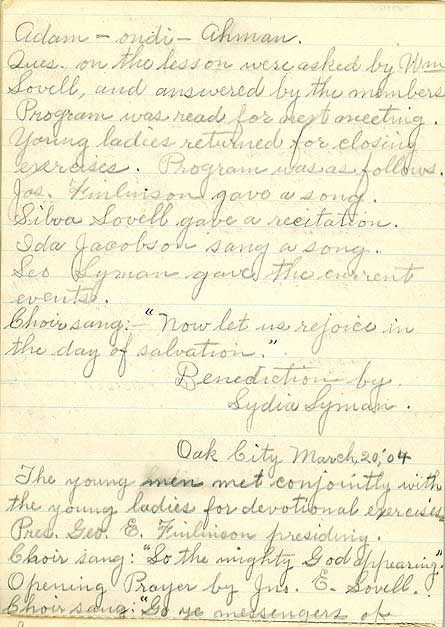 Adam - ondi - Ahman.
Ques. on the lesson were asked by Wm
Lovell, and answered by the members
Program was read for next meeting.
Young ladies returned for closing
exercises. Program was as follows.
Jos. Finlinson gave a song.
Silva Lovell gave a recitation.
Ida Jacobson sang a song.
Leo Lyman gave the current
events.
Choir sang:- "Now let us rejoice in
the day of salvation."
Benediction by
Lydia Lyman.
Oak City March, 20,'04
The young men met conjointly with
the young ladies for devotional exercises
Pres. Geo. E. Finlinson presiding.
Choir sang: "So the mighty God appearing."
Opening Prayer by Jno. E. Lovell.
Choir sang: "Go ye messengers of